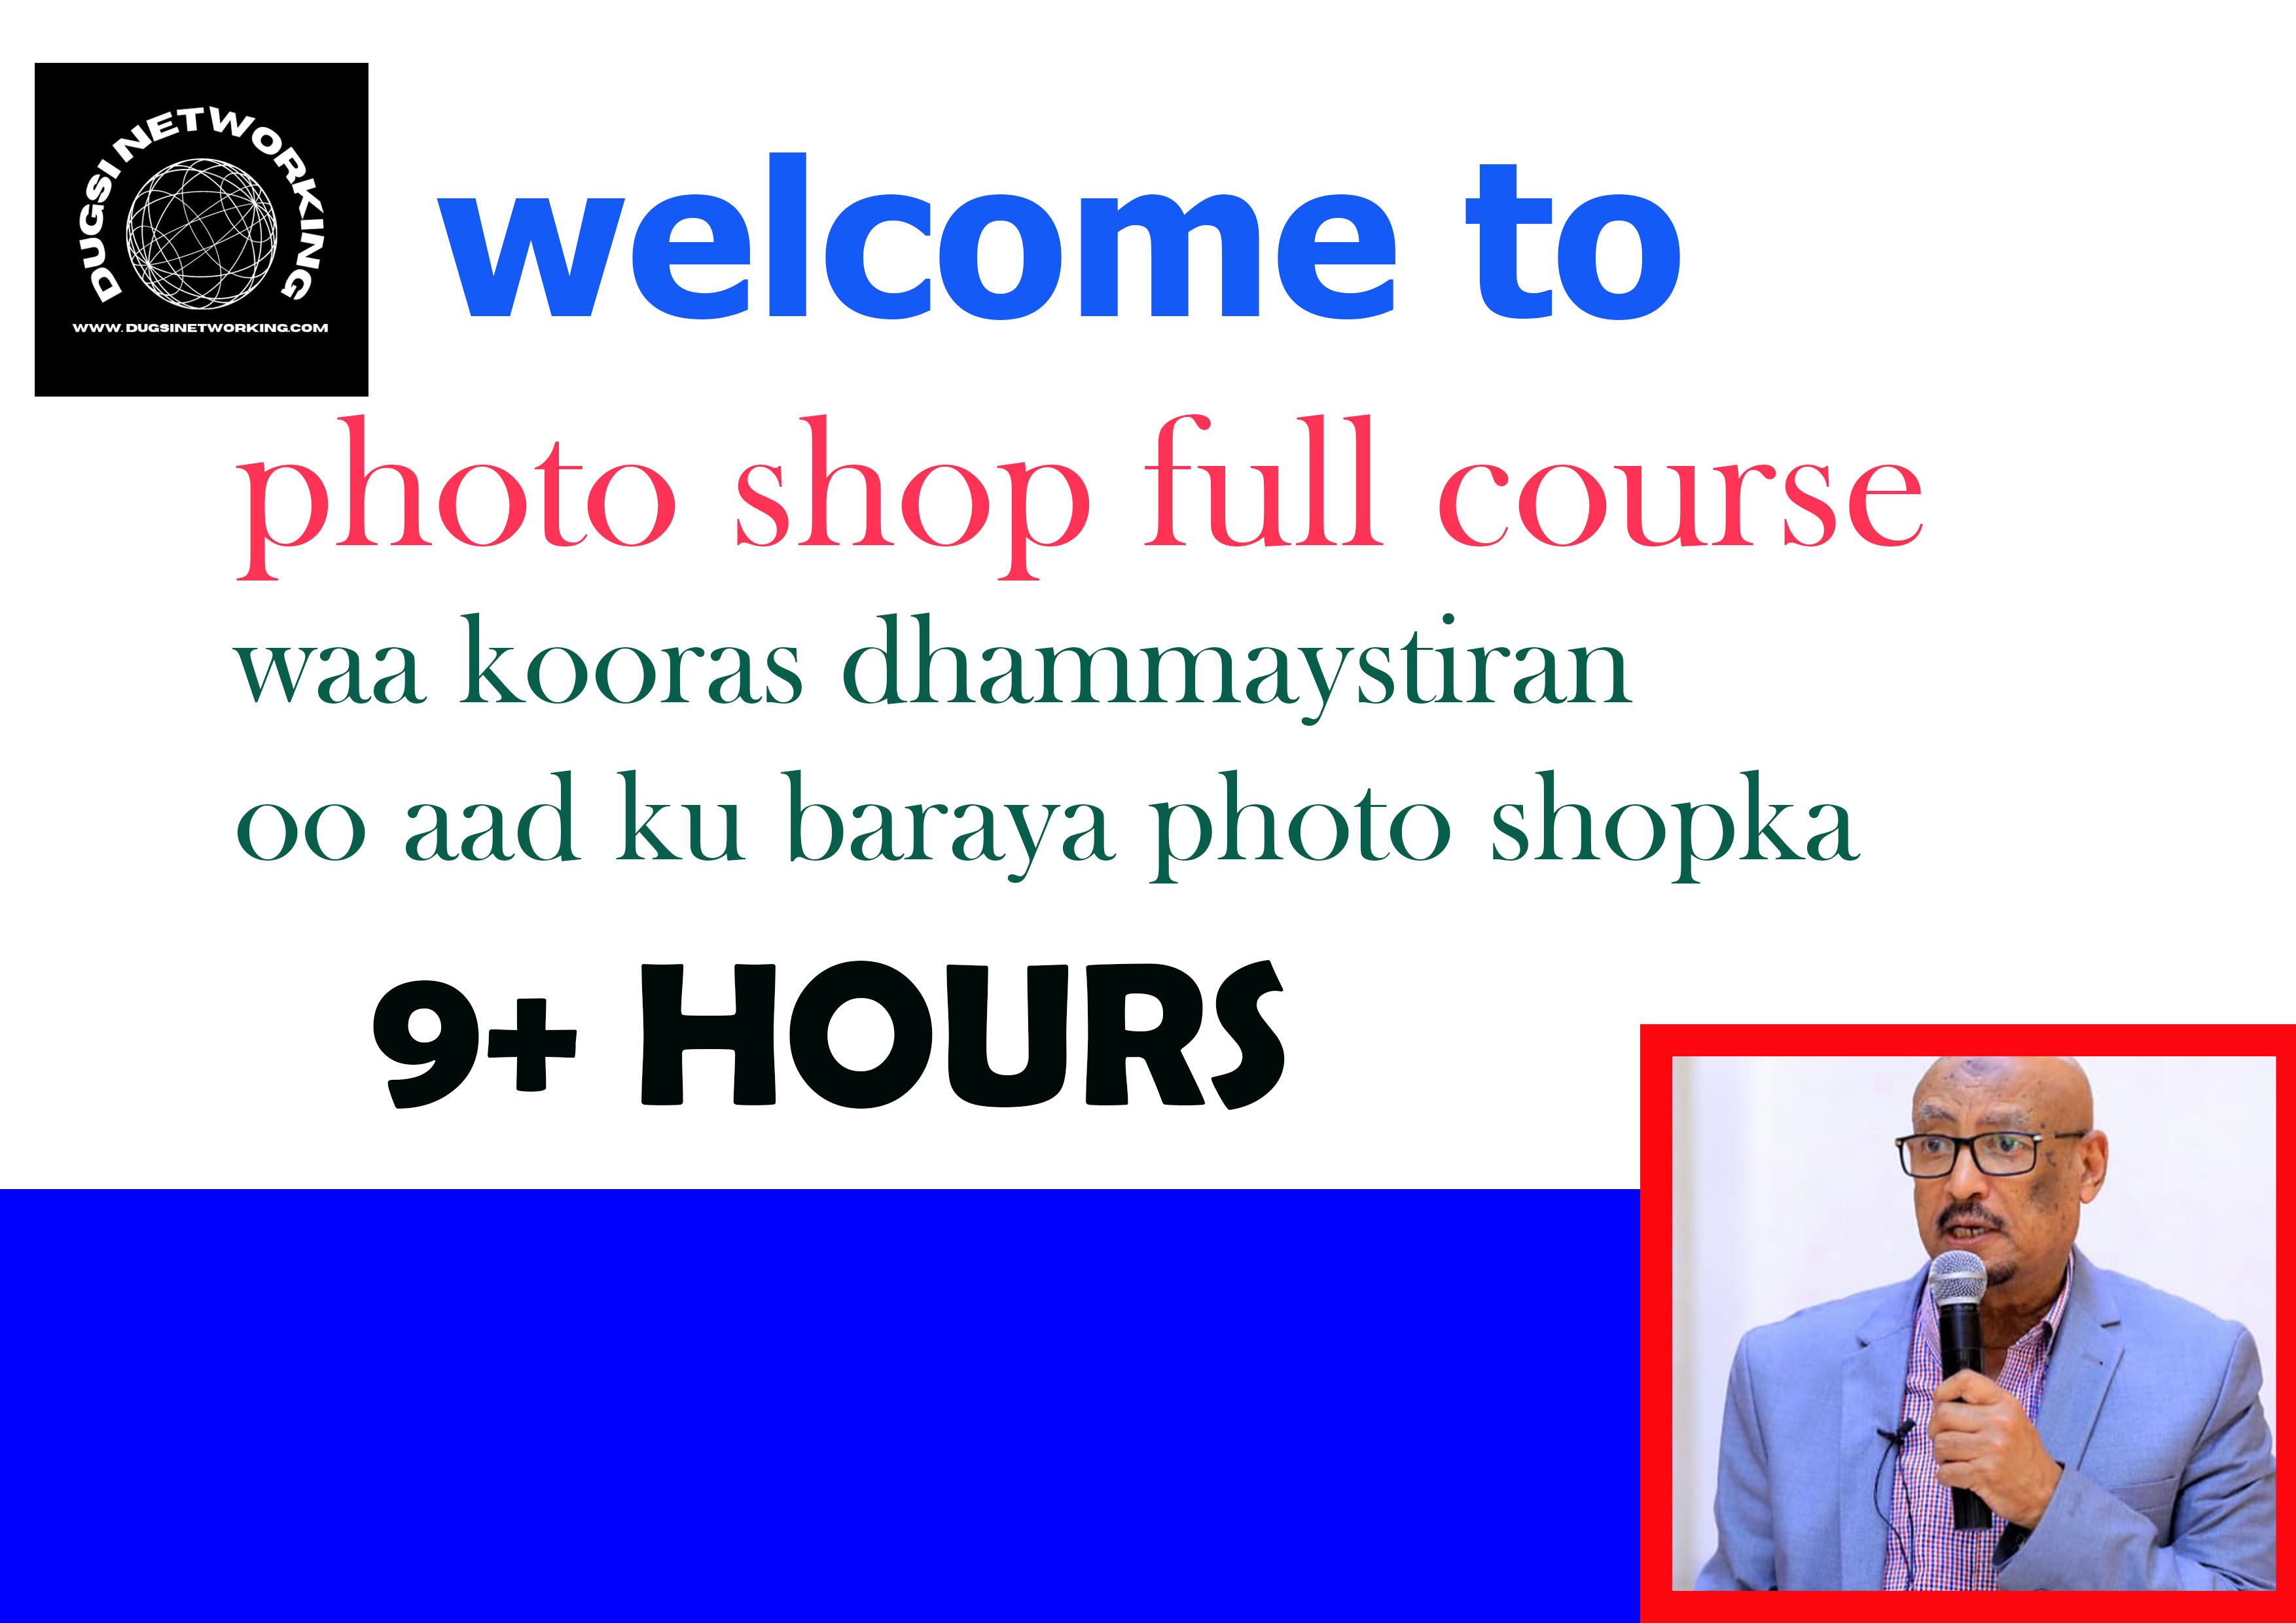 DUGSI NETWORKING
WWW.DUGSINETWORKING.COM
welcome to
photo shop full course
waa kooras dhammaystiran
oo aad ku baraya photo shopka
9+ HOURS